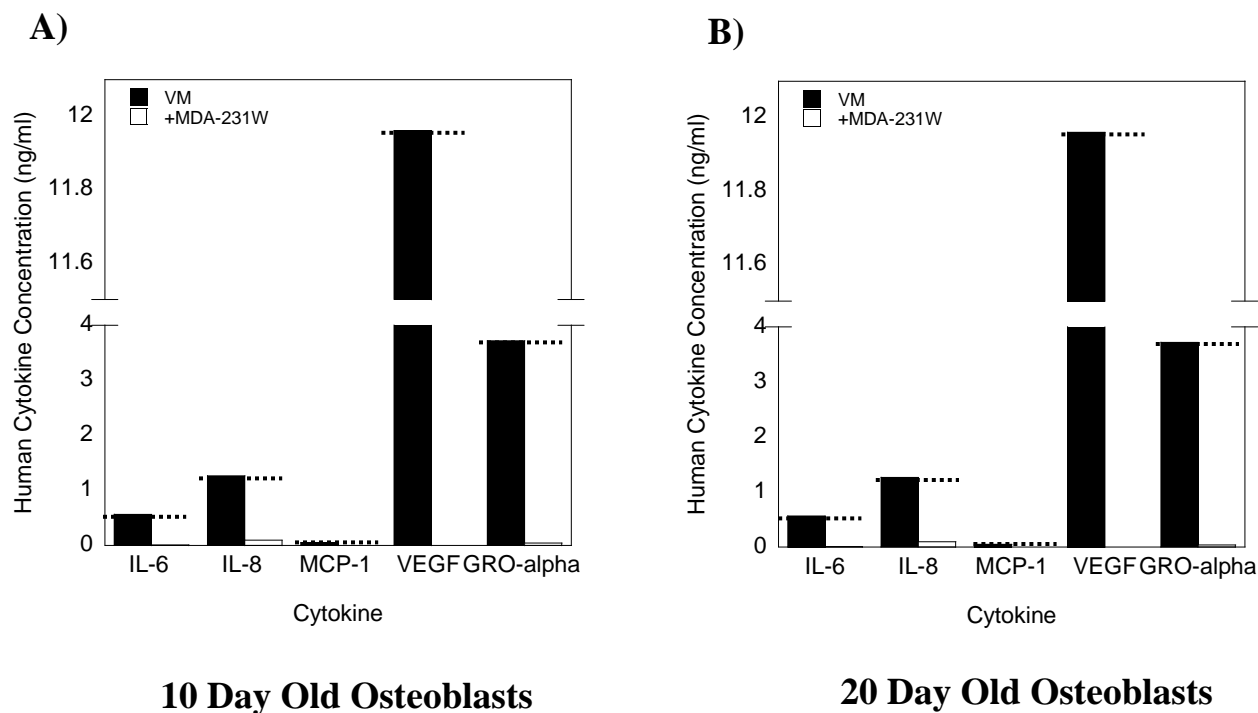 A)
VM
+MDA-231W
Human Cytokine Concentration (ng/ml)
12
11.8
11.6
4
3
2
1
0
IL-6 IL-8 MCP-1 VEGF GRO-alpha
Cytokine
10 Day Old Osteoblasts
B)
VM
+MDA-231W
Human Cytokine Concentration (ng/ml)
12
11.8
11.6
4
3
2
1
0
IL-6 IL-8 MCP-1 VEGF GRO-alpha
Cytokine
20 Day Old Osteoblasts